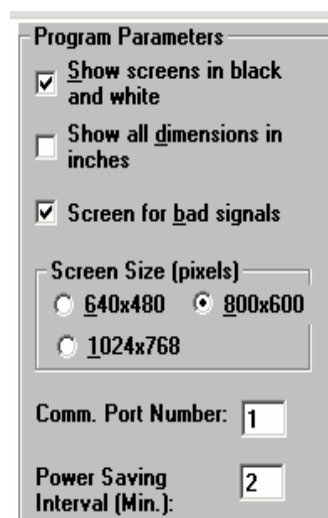 Program Parameters
Show screens in black
and white
Show all dimensions in
inches
Screen for bad signals
Screen Size (pixels)
640x480 800x600
1024x768
Comm. Port Number: 1
Power Saving 2
Interval (Min.):